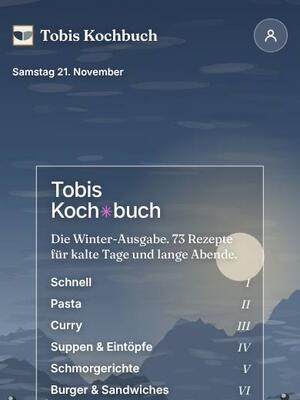 Tobis Kochbuch
Samstag 21. November
Tobis
Koch✳buch
Die Winter-Ausgabe. 73 Rezepte
für kalte Tage und lange Abende.
Schnell I
Pasta II
Curry III
Suppen & Eintöpfe IV
Schmorgerichte V
Burger & Sandwiches VI